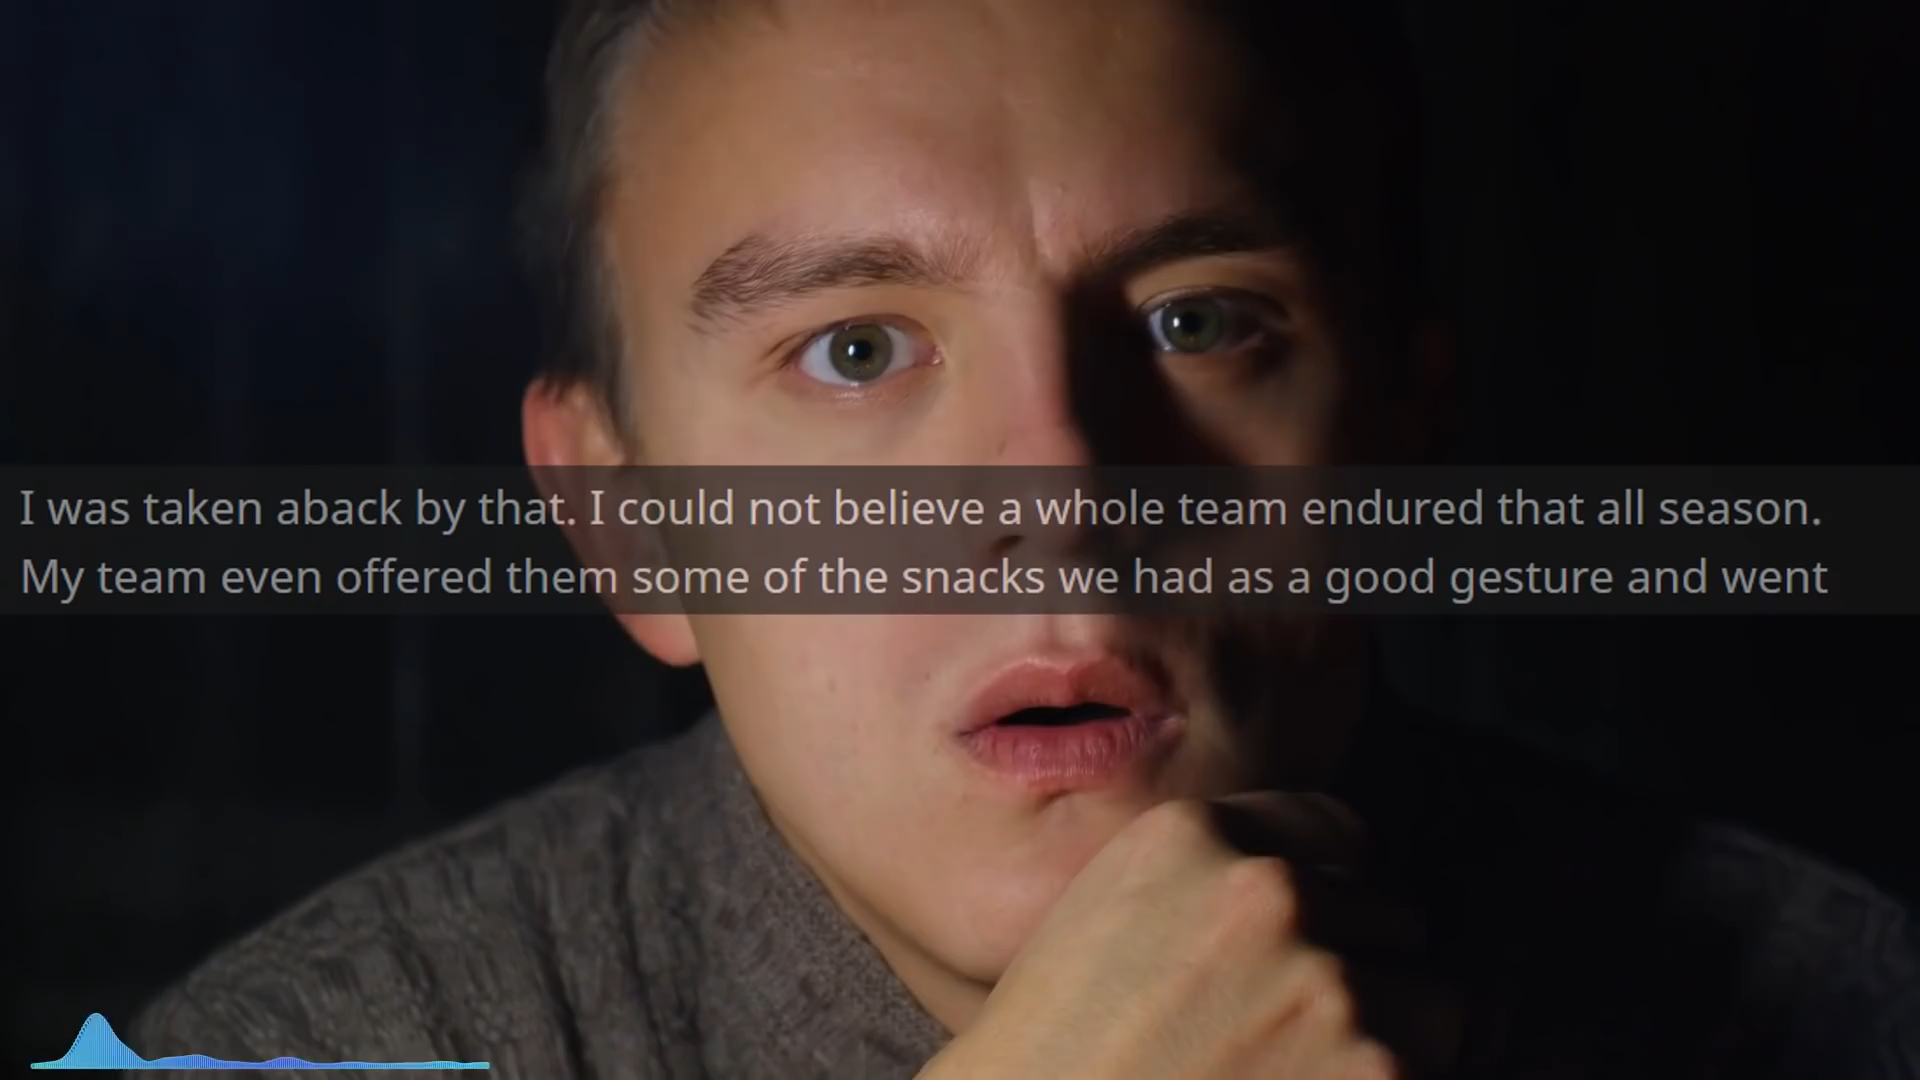 I was taken aback by that. I could not believe a whole team endured that all season.
My team even offered them some of the snacks we had as a good gesture and went